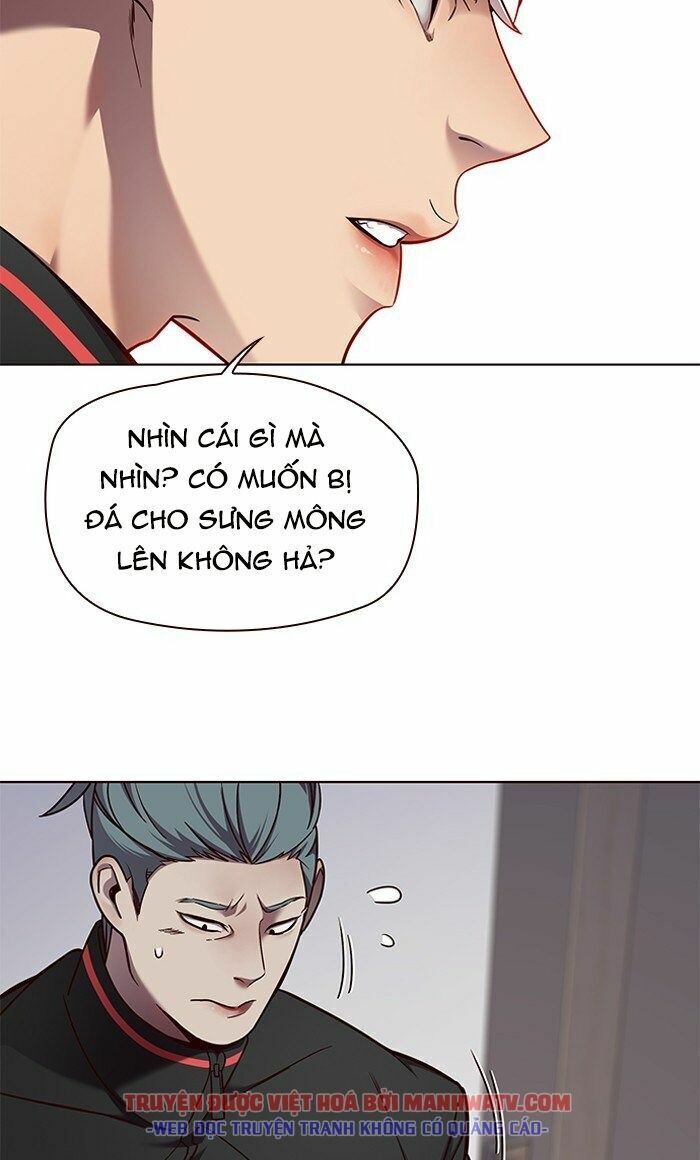 NHÌN CÁI GÌ MÀ
NHÌN? CÓ MUỐN BỊ
ĐÁ CHO SƯNG MÔNG
LÊN KHÔNG HẢ?
TRUYỆN ĐƯỢC VIỆT HOÁ BỞI MANHWATV.COM
-WEB ĐỌC TRUYỆN TRANH KHÔNG CÓ QUẢNG CÁO-